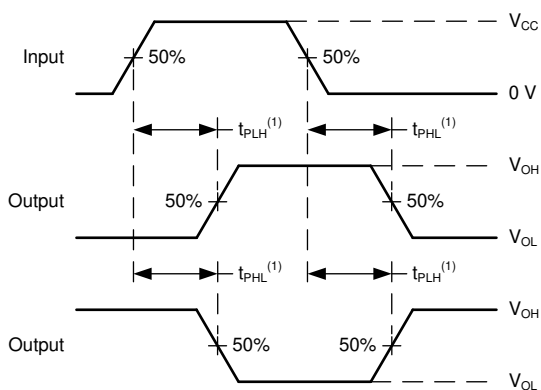 V_CC
Input 50% 50%
0 V
t_PLH^(1) t_PHL^(1)
V_OH
Output 50% 50%
V_OL
t_PHL^(1) t_PLH^(1)
V_OH
Output 50% 50%
V_OL